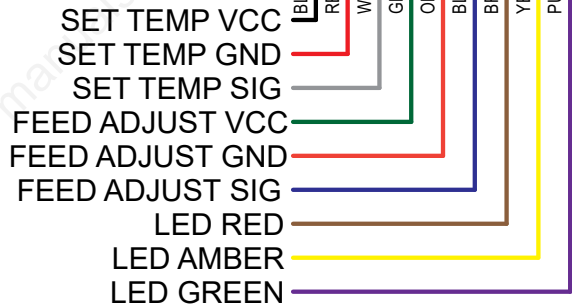 SET TEMP VCC
SET TEMP GND
SET TEMP SIG
FEED ADJUST VCC
FEED ADJUST GND
FEED ADJUST SIG
LED RED
LED AMBER
LED GREEN